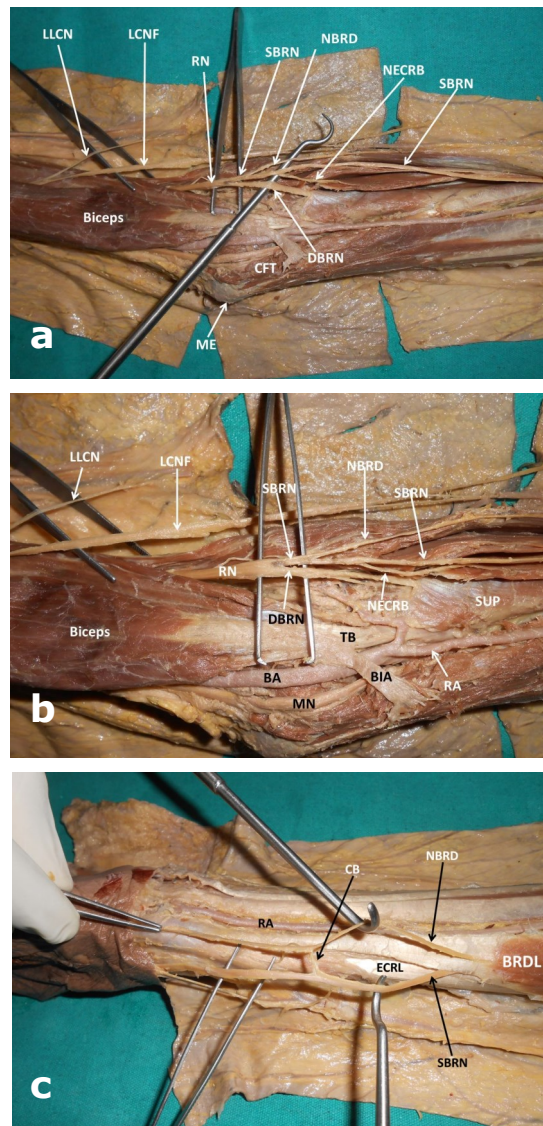 LLCN
LCNF
RN
SBRN
NBRD
NECRB
SBRN
Biceps
DBRN
CFT
ME
a
LLCN
LCNF
SBRN
NBRD
SBRN
RN
DBRN
NECRB
SUP
Biceps
TB
BA
BIA
RA
MN
b
CB
NBRD
RA
ECRL
BRDL
SBRN
c